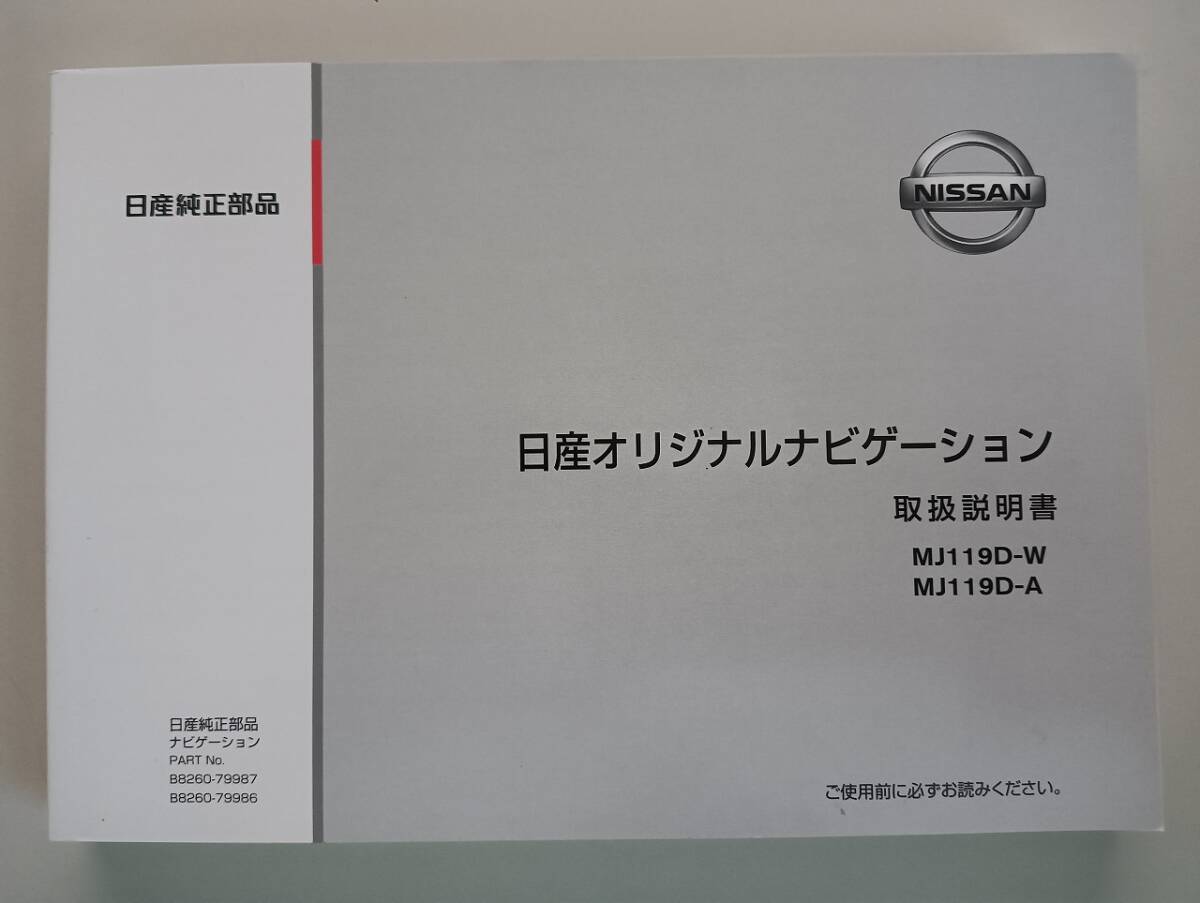 日産純正部品
日産純正部品
ナビゲーション
PART No.
B8260-79987
B8260-79986
NISSAN
日産オリジナルナビゲーション
取扱説明書
MJ119D-W
MJ119D-A
ご使用前に必ずお読みください。